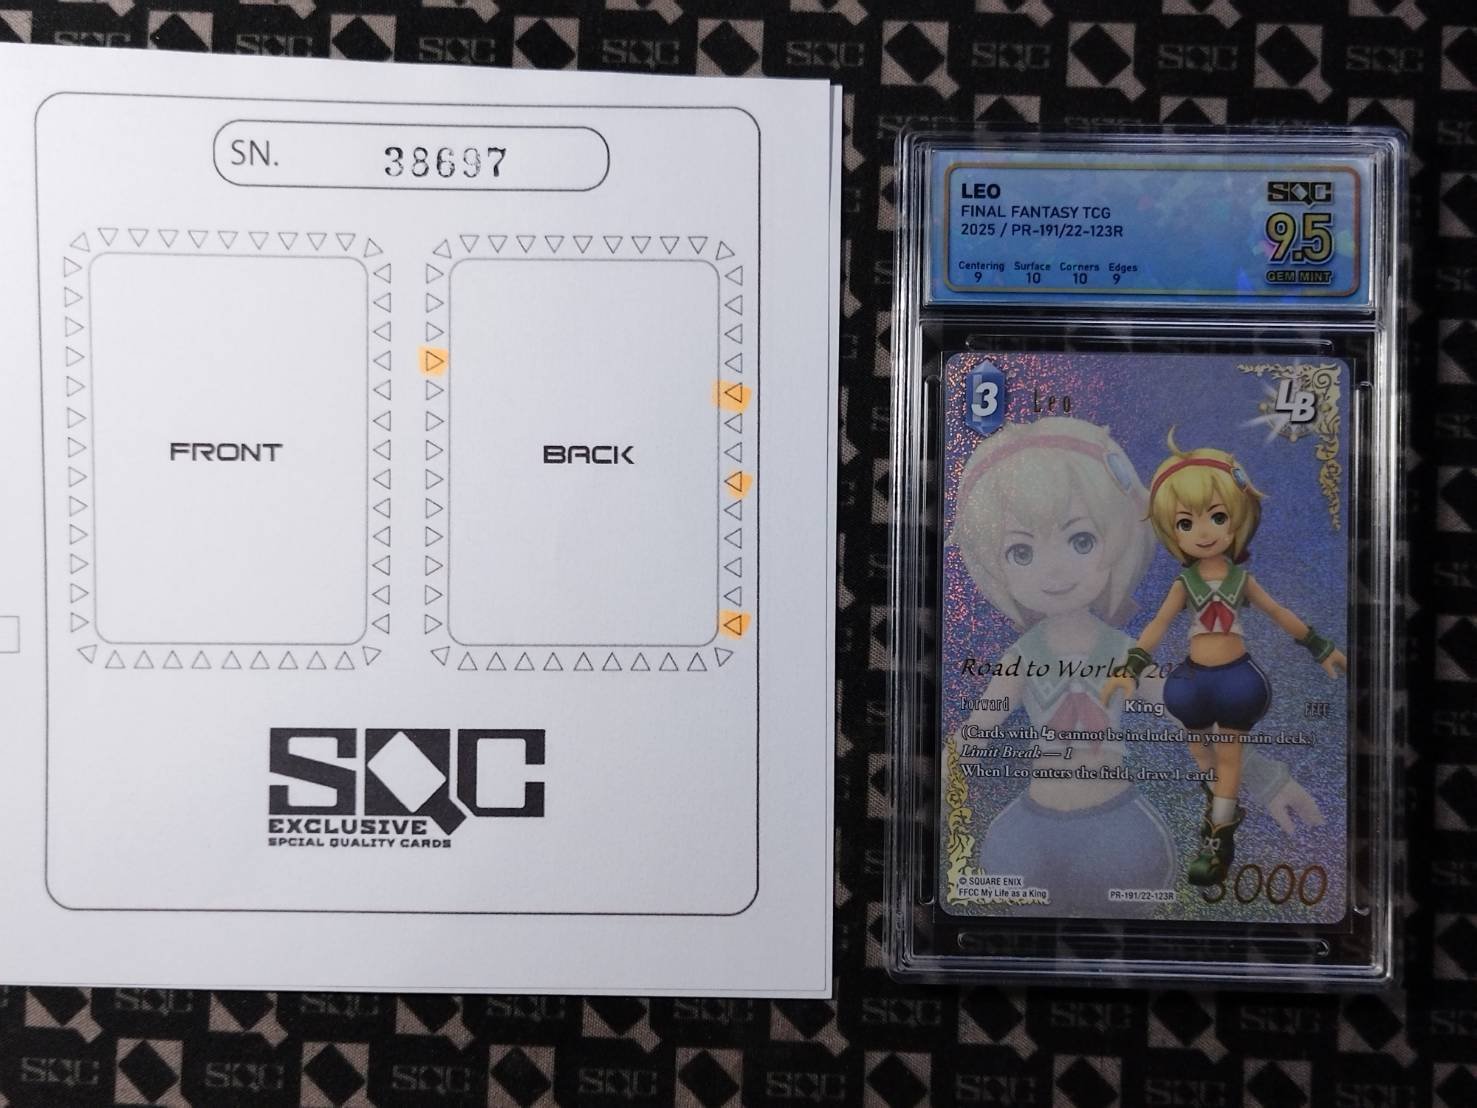 SN. 38697
FRONT
BACK
SQC
EXCLUSIVE
SPCIAL QUALITY CARDS
LEO
FINAL FANTASY TCG
2025 / PR-191/22-123R
Centering Surface Corners Edges
9 10 10 9
SQC
9.5
GEM MINT
3
Leo
LB
Road to Worlds 2025
Forward
King
FFCC
(Cards with LB cannot be included in your main deck.)
Limit Break — 1
When Leo enters the field, draw 1 card.
© SQUARE ENIX
FFCC My Life as a King
PR-191/22-123R
3000